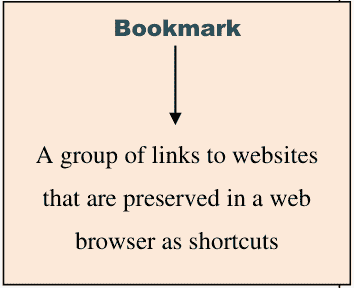 Bookmark
A group of links to websites
that are preserved in a web
browser as shortcuts